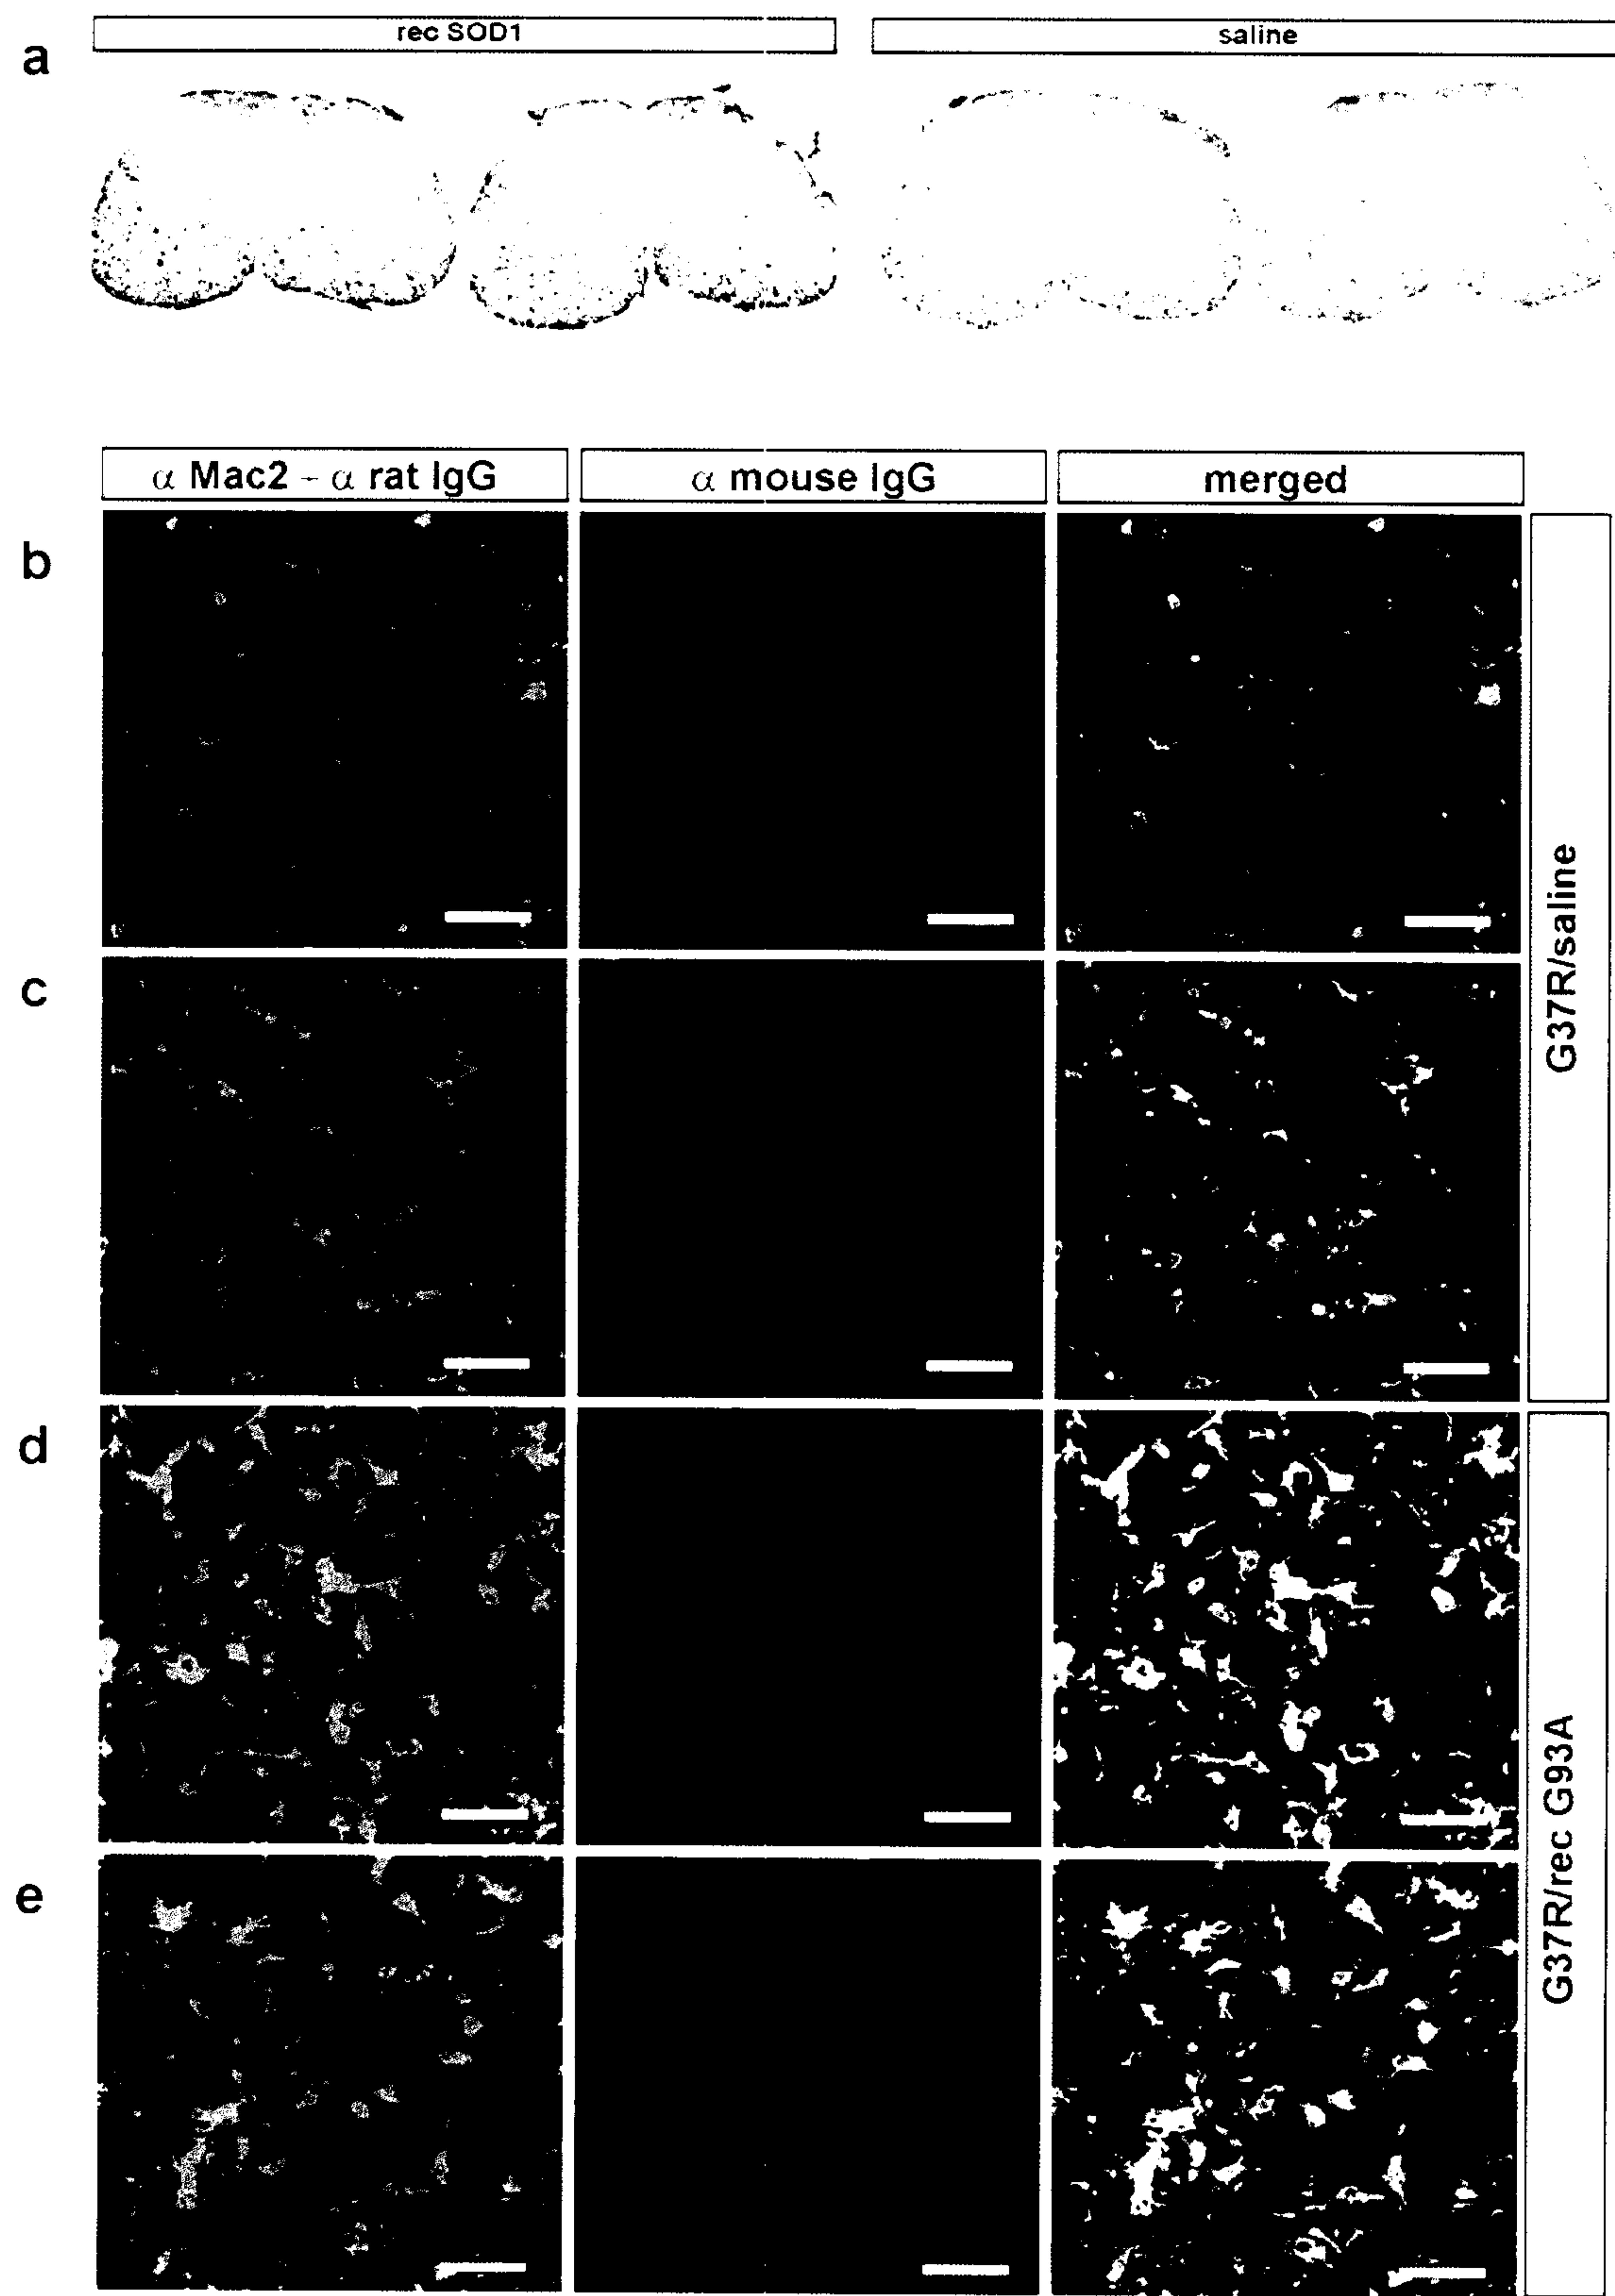 a
rec SOD1
saline
α Mac2 - α rat IgG
α mouse IgG
merged
b
c
G37R/saline
d
e
G37R/rec G93A